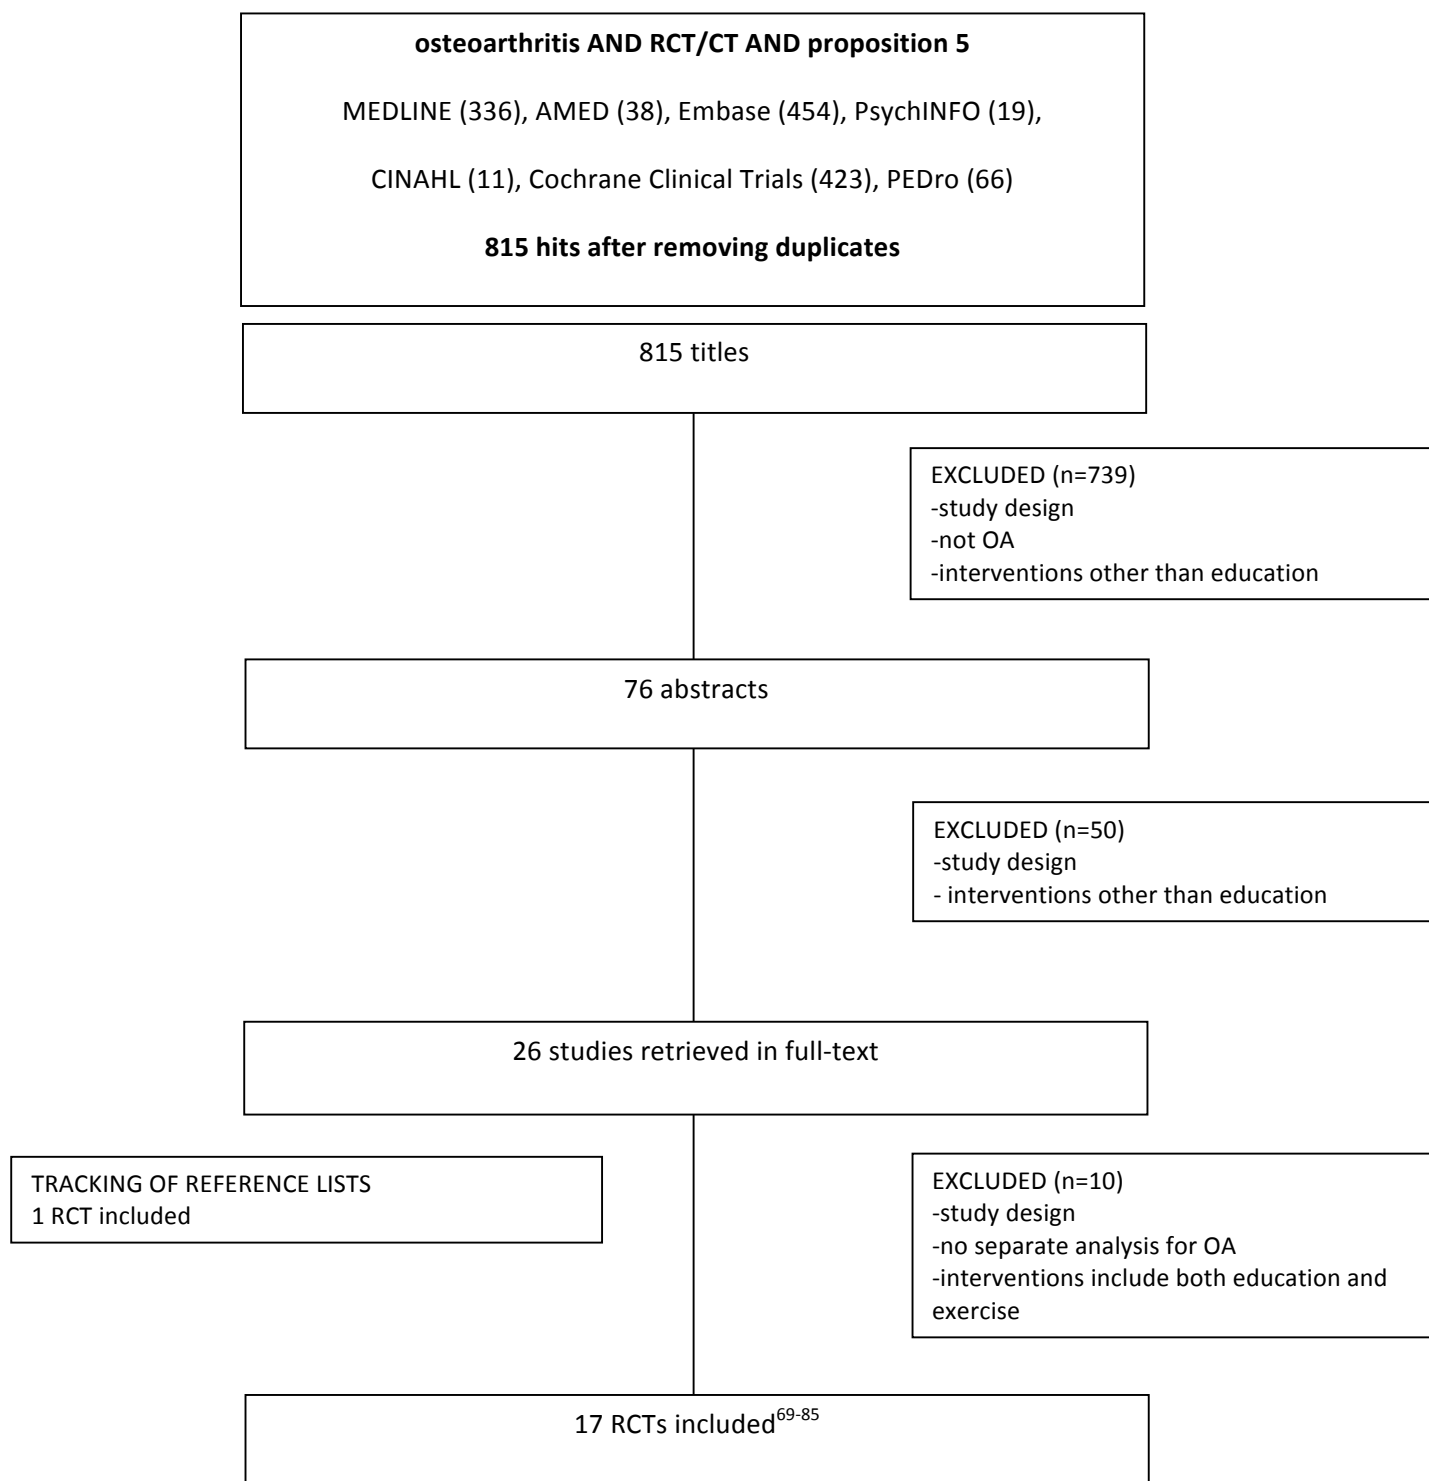 osteoarthritis AND RCT/CT AND proposition 5
MEDLINE (336), AMED (38), Embase (454), PsychINFO (19),
CINAHL (11), Cochrane Clinical Trials (423), PEDro (66)
815 hits after removing duplicates
815 titles
EXCLUDED (n=739)
-study design
-not OA
-interventions other than education
76 abstracts
EXCLUDED (n=50)
-study design
- interventions other than education
26 studies retrieved in full-text
TRACKING OF REFERENCE LISTS
1 RCT included
EXCLUDED (n=10)
-study design
-no separate analysis for OA
-interventions include both education and
exercise
17 RCTs included69-85